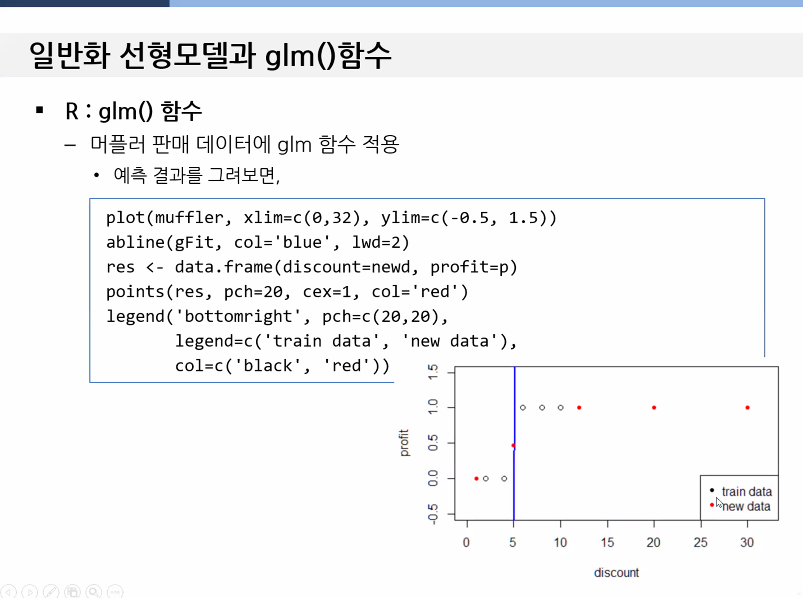 일반화 선형모델과 glm()함수
R : glm() 함수
– 머플러 판매 데이터에 glm 함수 적용
• 예측 결과를 그려보면,
plot(muffler, xlim=c(0,32), ylim=c(-0.5, 1.5))
abline(gFit, col='blue', lwd=2)
res <- data.frame(discount=newd, profit=p)
points(res, pch=20, cex=1, col='red')
legend('bottomright', pch=c(20,20),
legend=c('train data', 'new data'),
col=c('black', 'red'))
1.5
1.0
0.5
0.0
-0.5
profit
train data
new data
0 5 10 15 20 25 30
discount